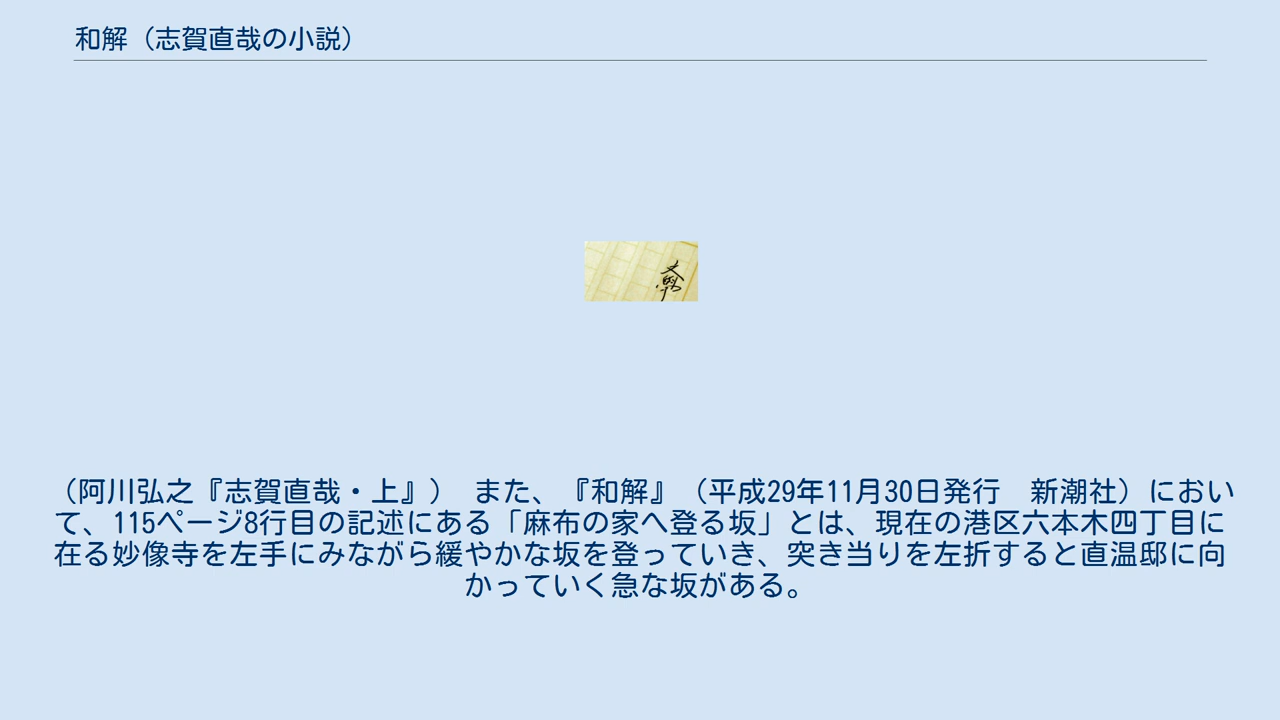 和解（志賀直哉の小説）
（阿川弘之『志賀直哉・上』）　また、『和解』（平成29年11月30日発行　新潮社）におい
て、115ページ8行目の記述にある「麻布の家へ登る坂」とは、現在の港区六本木四丁目に
在る妙像寺を左手にみながら緩やかな坂を登っていき、突き当りを左折すると直温邸に向
かっていく急な坂がある。